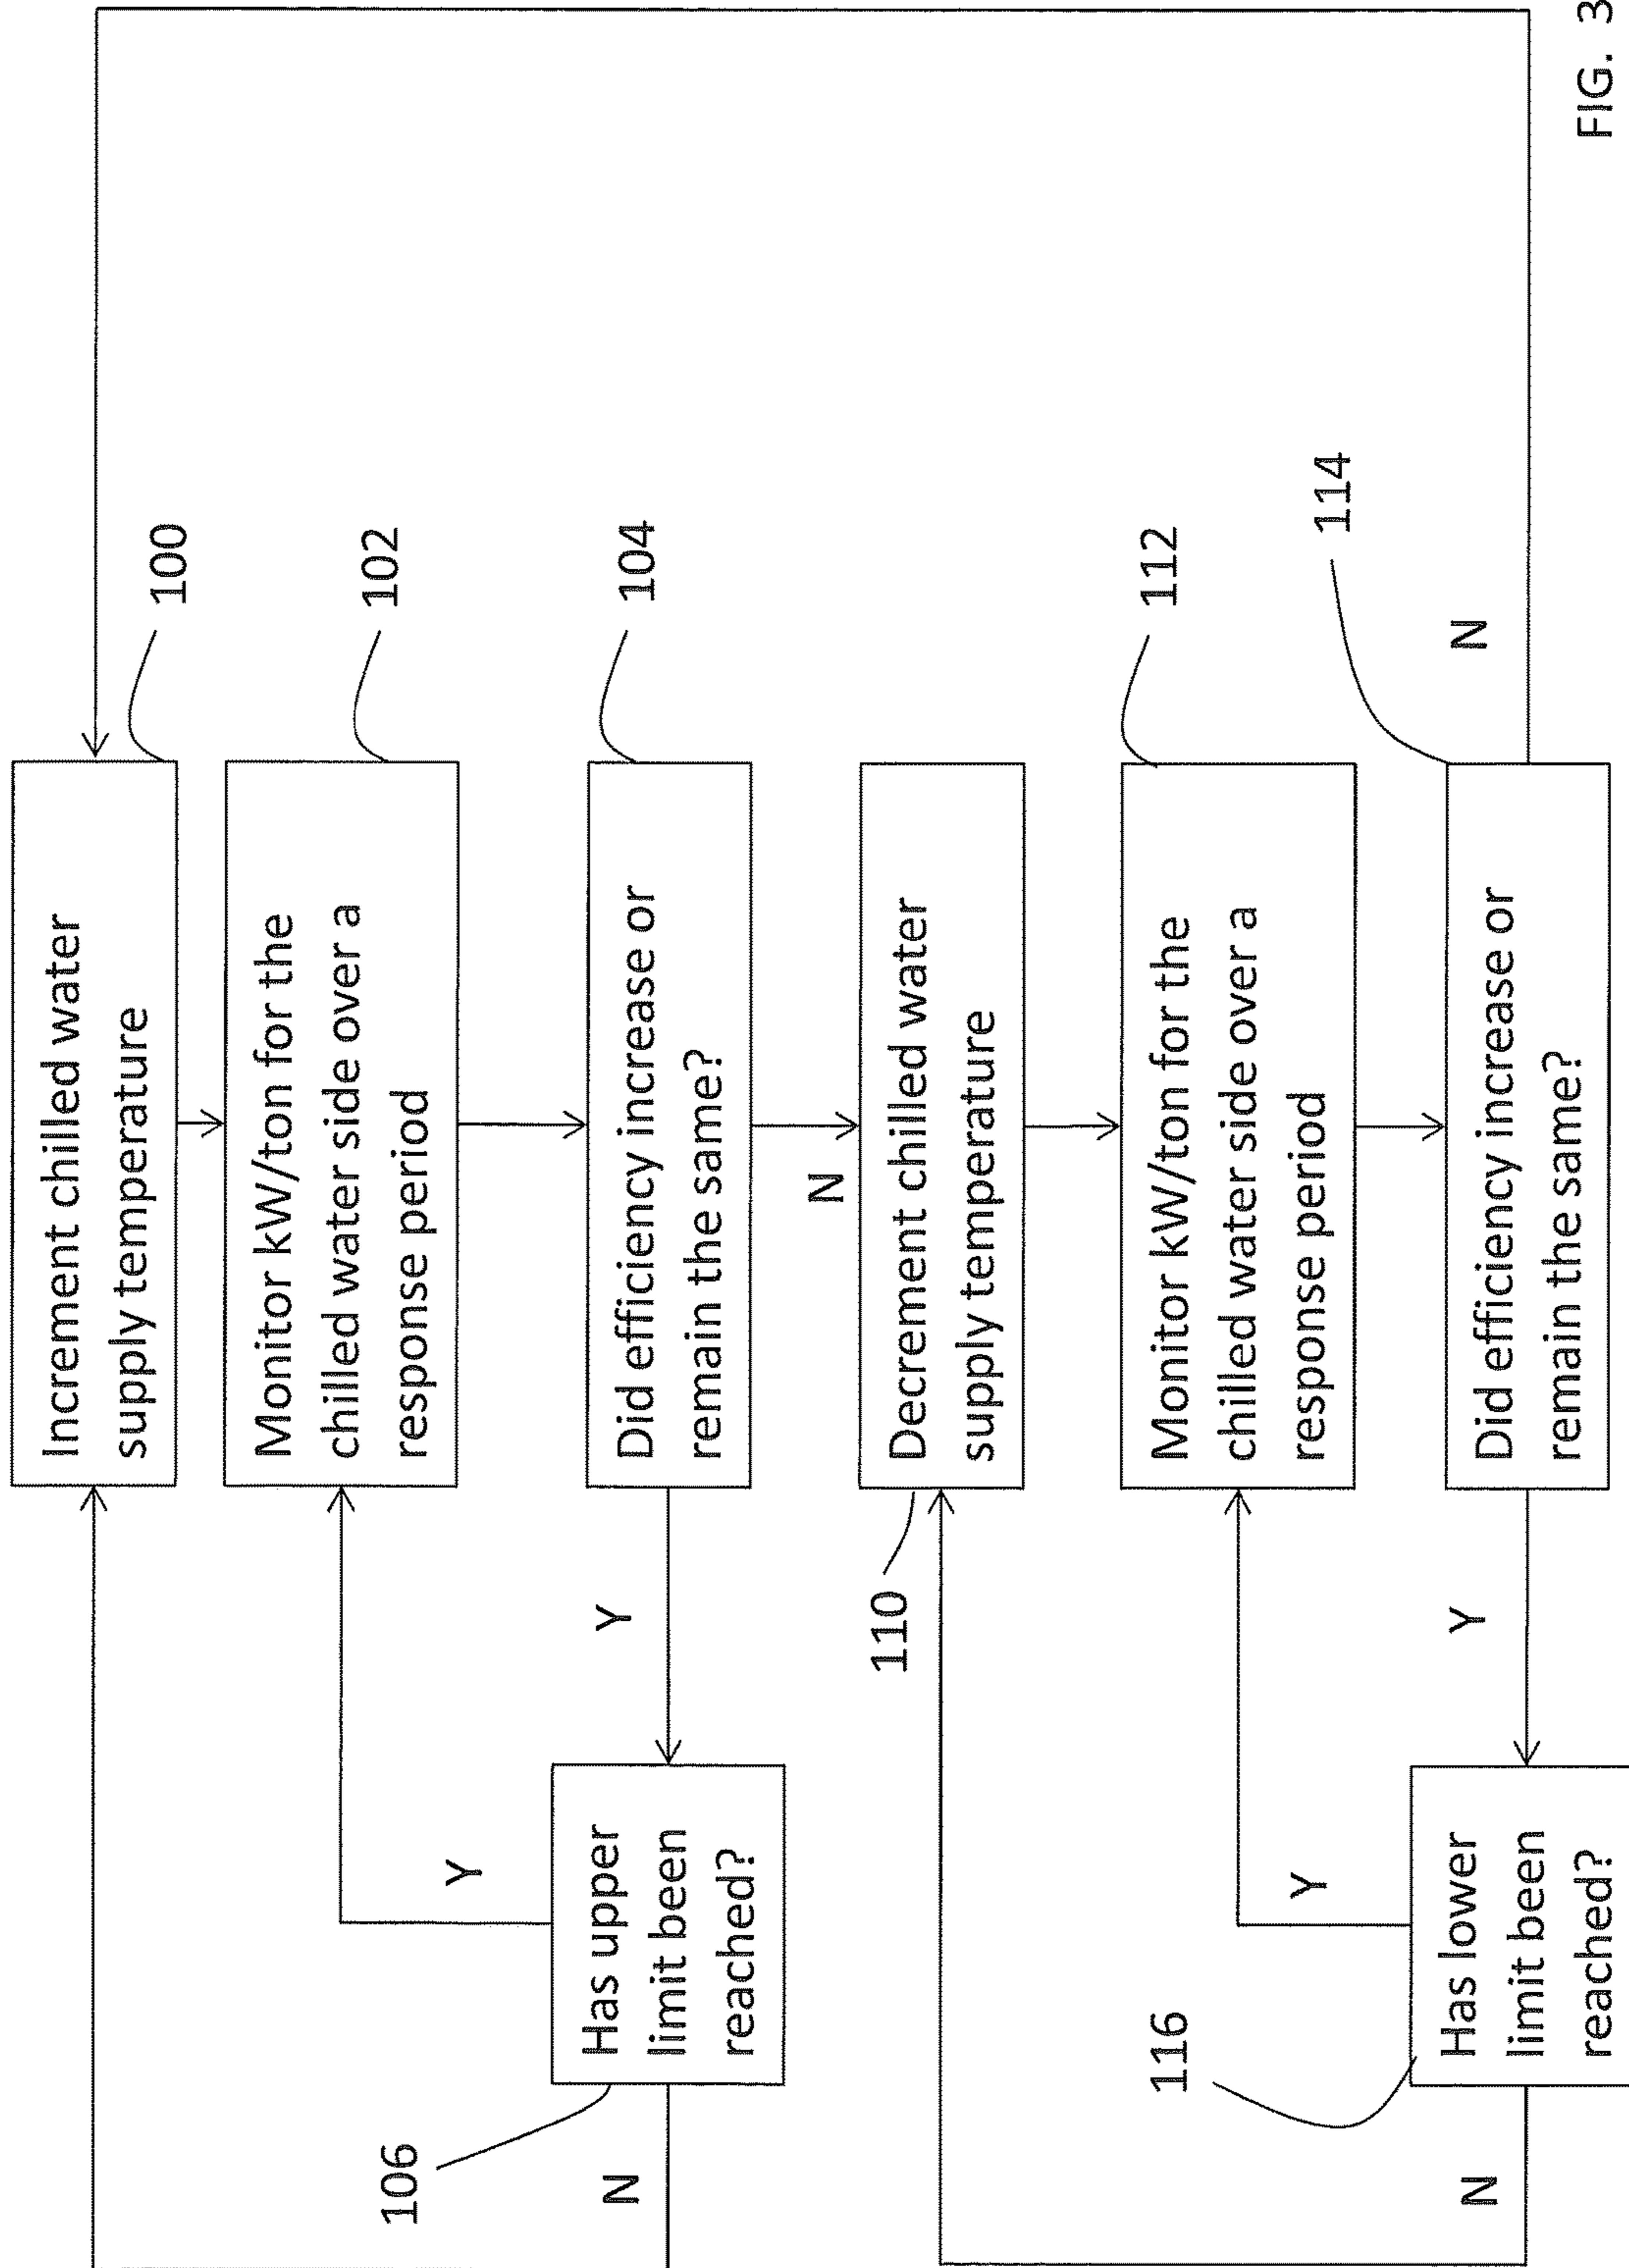 Increment chilled water
supply temperature
100
Monitor kW/ton for the
chilled water side over a
response period
102
Did efficiency increase or
remain the same?
104
Y
Has upper
limit been
reached?
106
Y
N
N
Decrement chilled water
supply temperature
110
Monitor kW/ton for the
chilled water side over a
response period
112
Did efficiency increase or
remain the same?
114
N
Y
Has lower
limit been
reached?
116
Y
N
FIG. 3